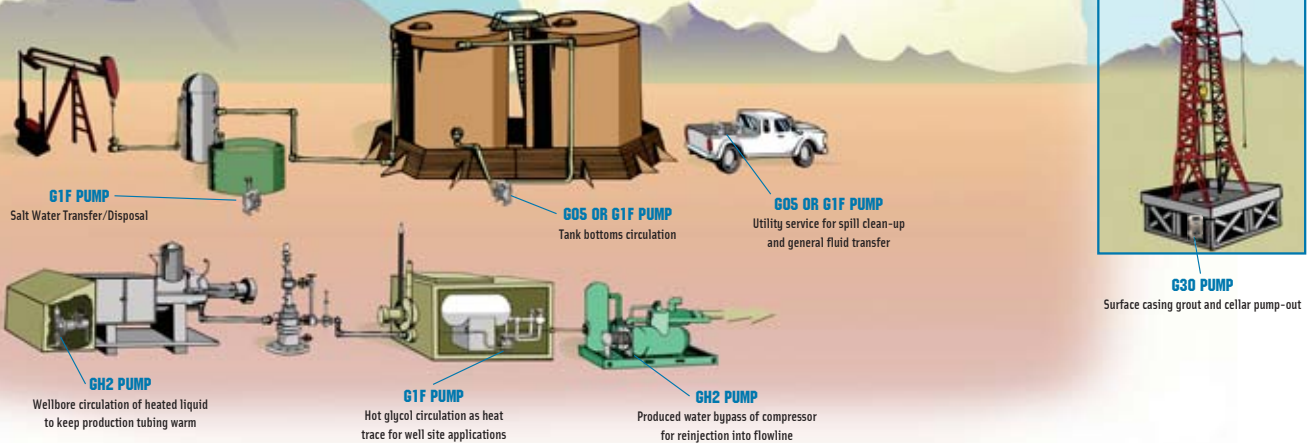 G1F PUMP
Salt Water Transfer/Disposal
G05 OR G1F PUMP
Tank bottoms circulation
G05 OR G1F PUMP
Utility service for spill clean-up
and general fluid transfer
G30 PUMP
Surface casing grout and cellar pump-out
GH2 PUMP
Wellbore circulation of heated liquid
to keep production tubing warm
G1F PUMP
Hot glycol circulation as heat
trace for well site applications
GH2 PUMP
Produced water bypass of compressor
for reinjection into flowline